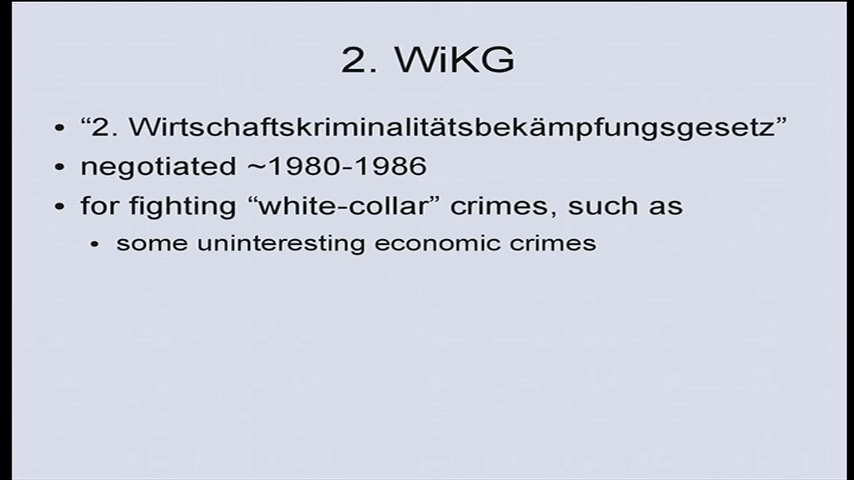 2. WiKG
• “2. Wirtschaftskriminalitätsbekämpfungsgesetz”
• negotiated ~1980-1986
• for fighting “white-collar” crimes, such as
• some uninteresting economic crimes